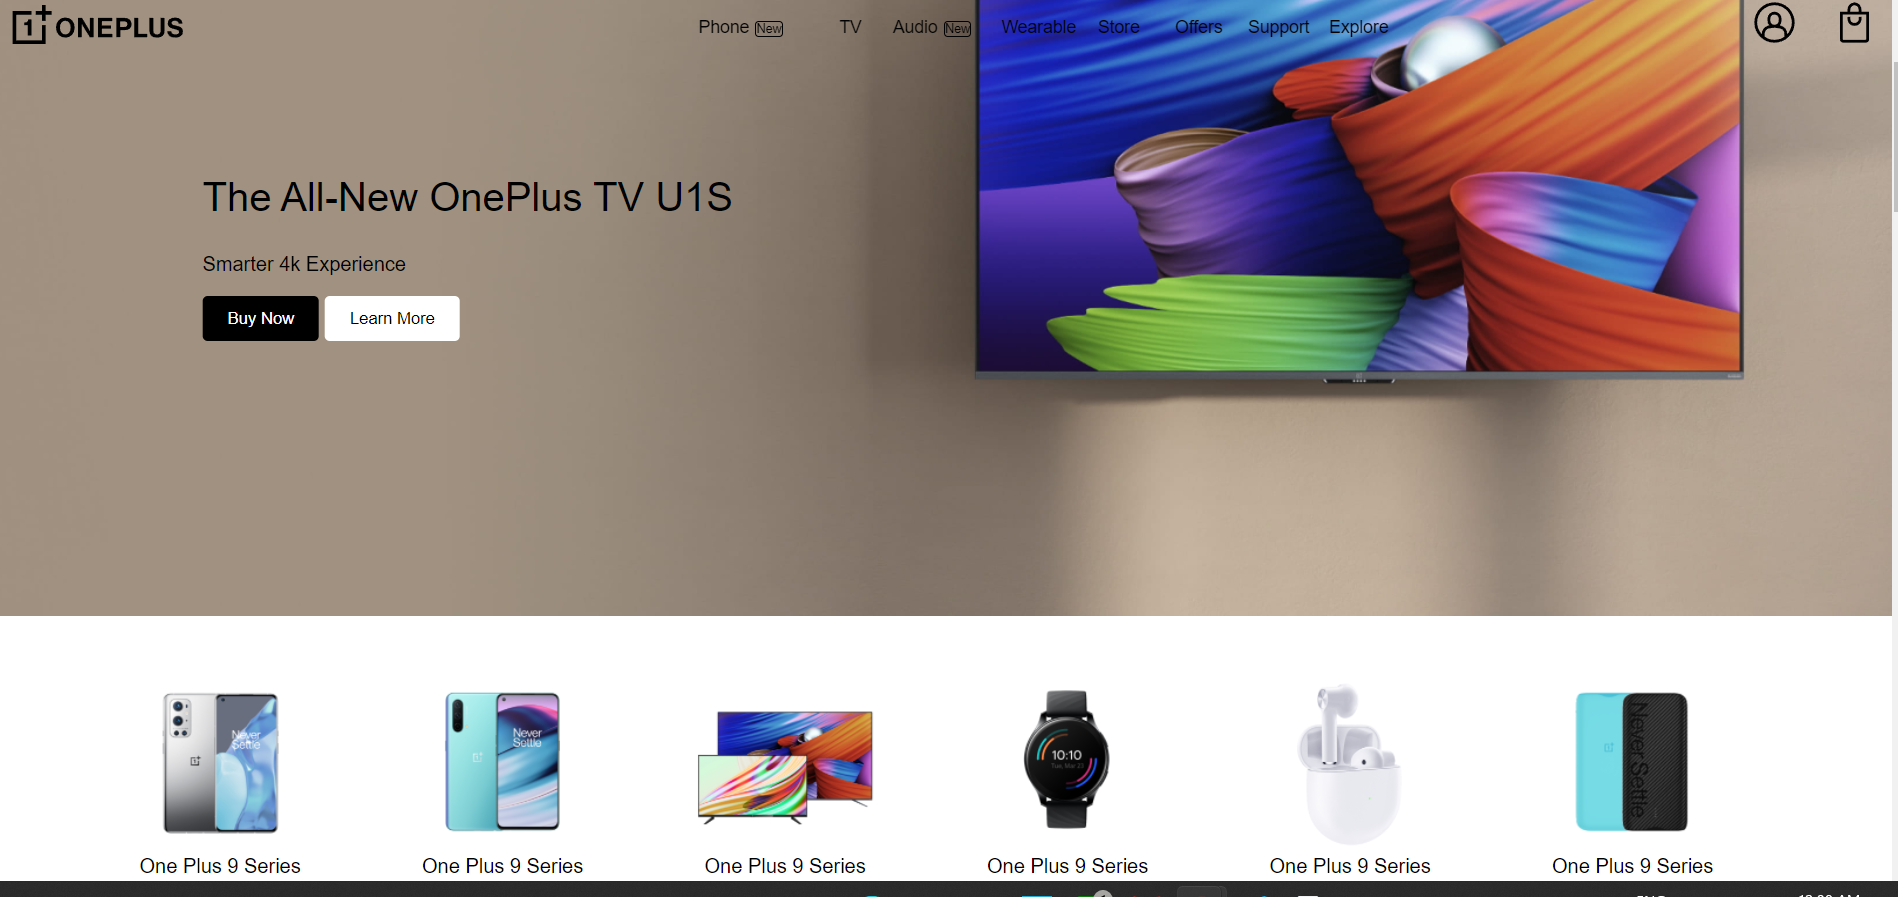 1+ ONEPLUS
Phone New TV Audio New Wearable Store Offers Support Explore
The All-New OnePlus TV U1S
Smarter 4k Experience
Buy Now Learn More
Never
Settle
Never
Settle
10:10
Never Settle
One Plus 9 Series One Plus 9 Series One Plus 9 Series One Plus 9 Series One Plus 9 Series One Plus 9 Series